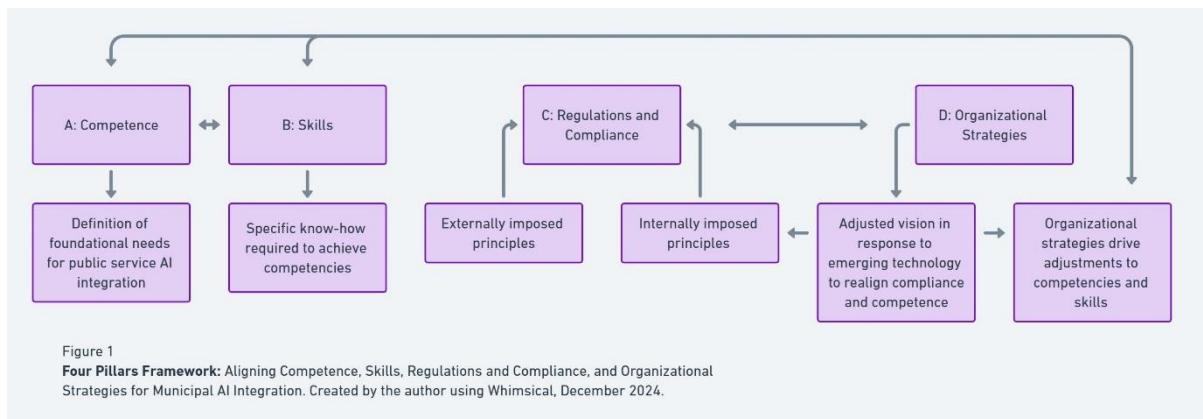 A: Competence
B: Skills
C: Regulations and
Compliance
D: Organizational
Strategies
Definition of
foundational needs
for public service AI
integration
Specific know-how
required to achieve
competencies
Externally imposed
principles
Internally imposed
principles
Adjusted vision in
response to
emerging technology
to realign compliance
and competence
Organizational
strategies drive
adjustments to
competencies and
skills
Figure 1
Four Pillars Framework: Aligning Competence, Skills, Regulations and Compliance, and Organizational
Strategies for Municipal AI Integration. Created by the author using Whimsical, December 2024.